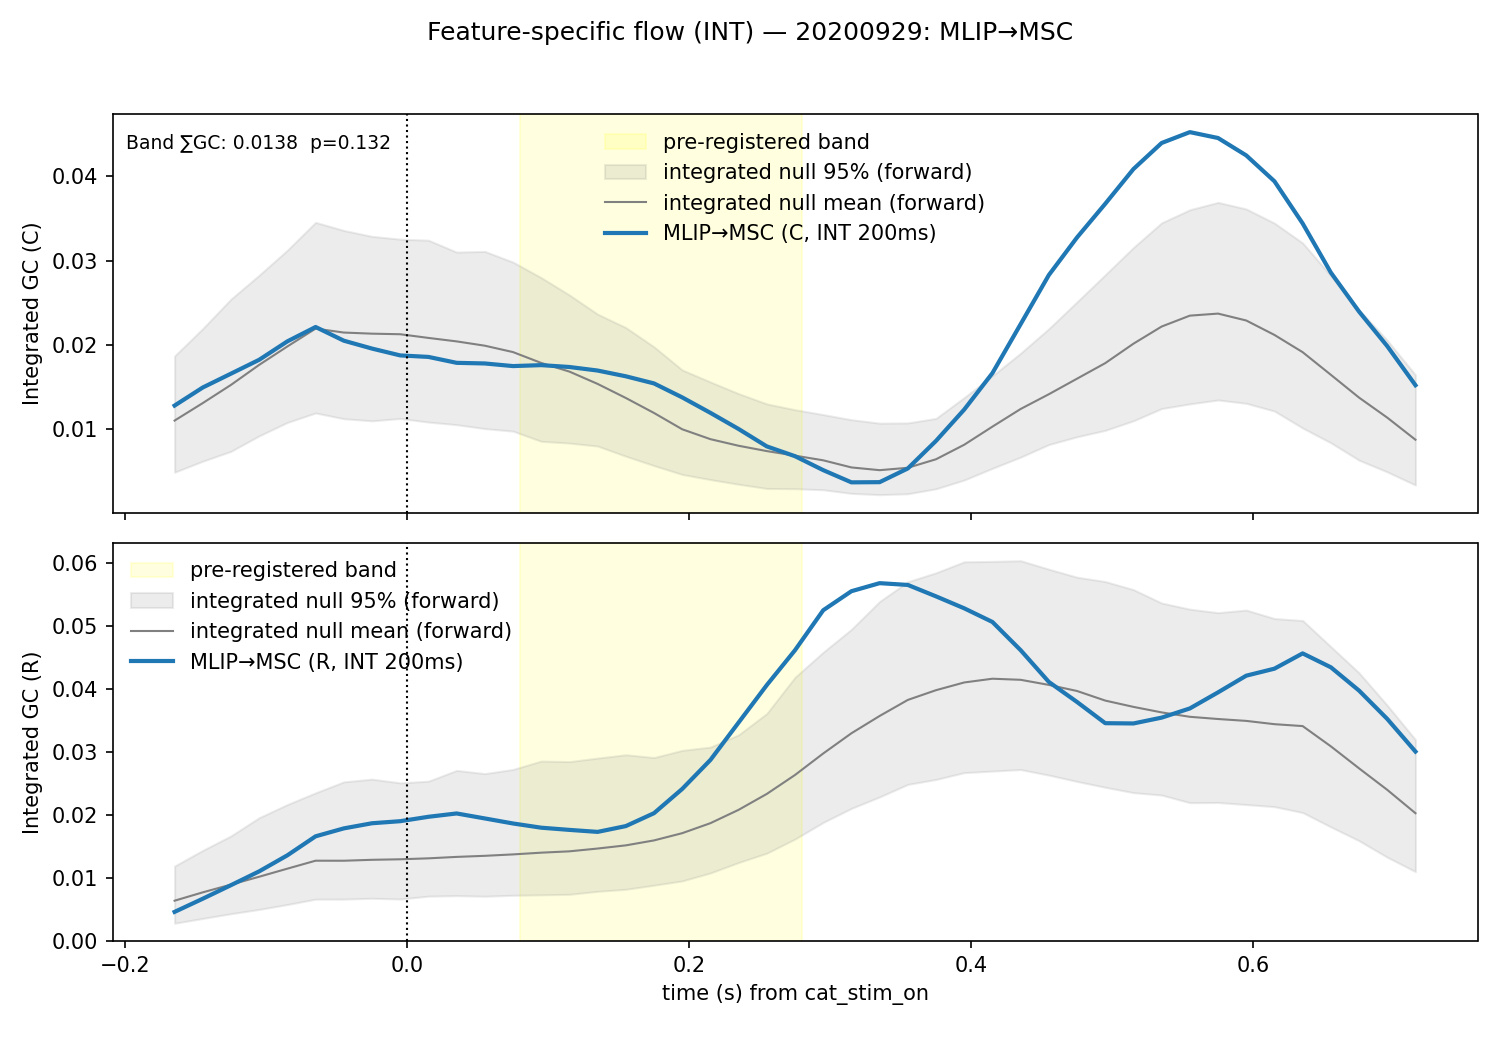 Feature-specific flow (INT) — 20200929: MLIP→MSC
Band ∑GC: 0.0138  p=0.132
pre-registered band
integrated null 95% (forward)
integrated null mean (forward)
MLIP→MSC (C, INT 200ms)
Integrated GC (C)
0.04
0.03
0.02
0.01
pre-registered band
integrated null 95% (forward)
integrated null mean (forward)
MLIP→MSC (R, INT 200ms)
Integrated GC (R)
0.06
0.05
0.04
0.03
0.02
0.01
0.00
−0.2 0.0 0.2 0.4 0.6
time (s) from cat_stim_on